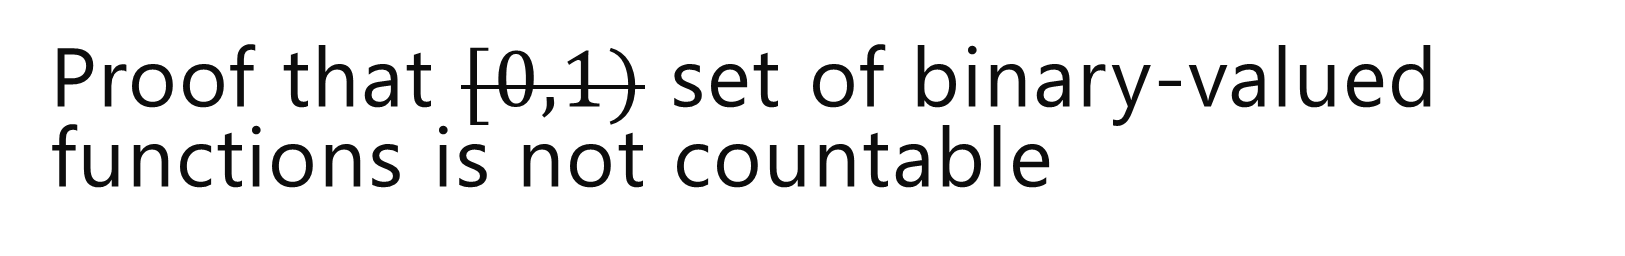 Proof that [0,1) set of binary-valued
functions is not countable